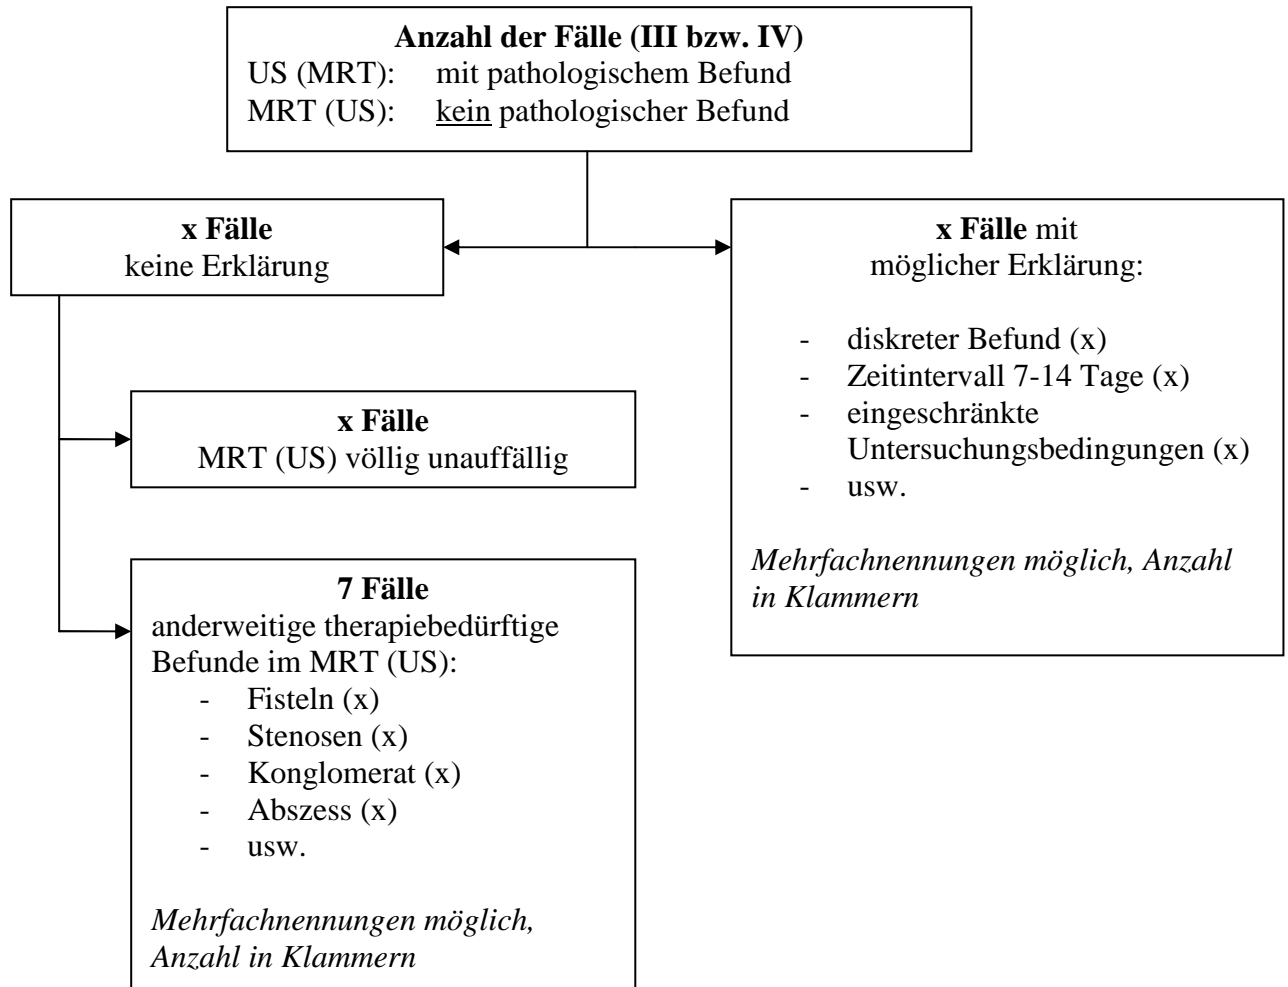 Anzahl der Fälle (III bzw. IV)
US (MRT): mit pathologischem Befund
MRT (US): kein pathologischer Befund
x Fälle
keine Erklärung
x Fälle mit
möglicher Erklärung:
- diskreter Befund (x)
- Zeitintervall 7-14 Tage (x)
- eingeschränkte
Untersuchungsbedingungen (x)
- usw.
Mehrfachnennungen möglich, Anzahl
in Klammern
x Fälle
MRT (US) völlig unauffällig
7 Fälle
anderweitige therapiebedürftige
Befunde im MRT (US):
- Fisteln (x)
- Stenosen (x)
- Konglomerat (x)
- Abszess (x)
- usw.
Mehrfachnennungen möglich,
Anzahl in Klammern